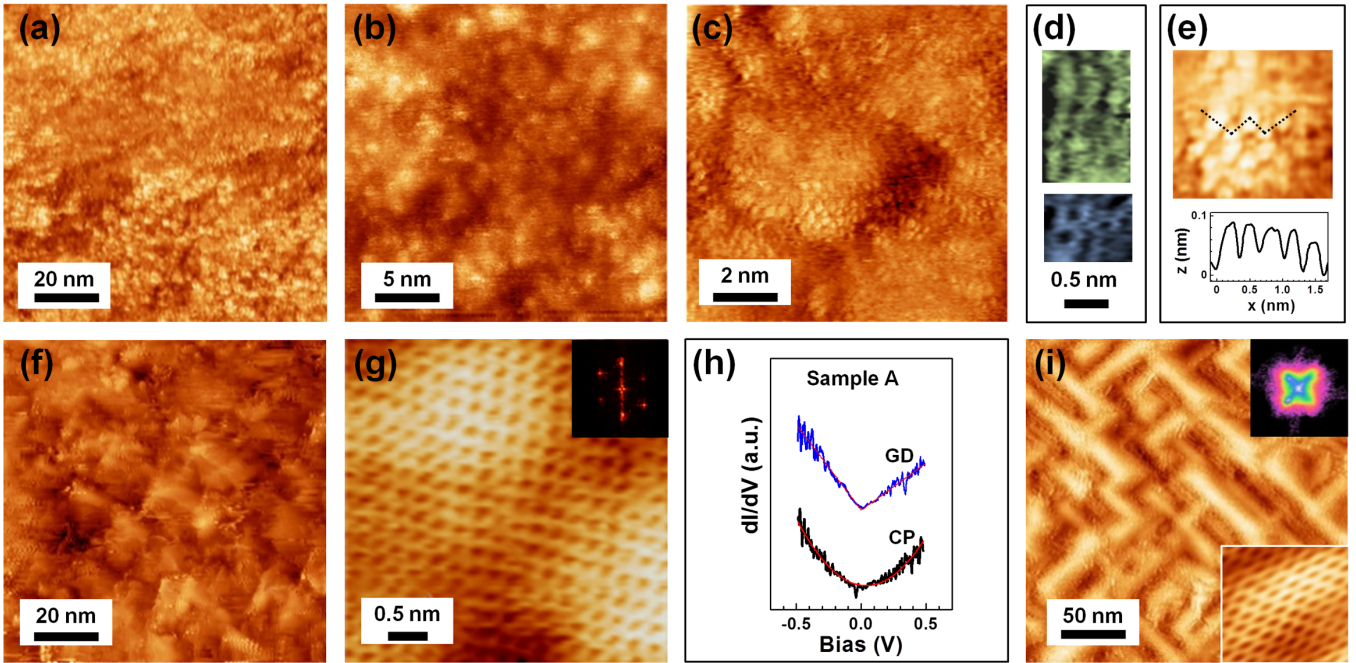 (a)
20 nm
(b)
5 nm
(c)
2 nm
(d)
0.5 nm
(e)
0.1
0
z (nm)
0.0
0.5
1.0
1.5
x (nm)
(f)
20 nm
(g)
0.5 nm
(h)
Sample A
GD
CP
dI/dV (a.u.)
-0.5
0.0
0.5
Bias (V)
(i)
50 nm